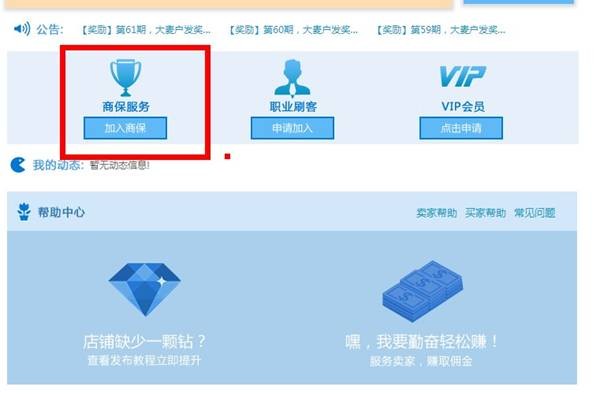 公告: 【奖励】第61期，大麦户发奖... 【奖励】第60期，大麦户发奖... 【奖励】第59期，大麦户发奖...
VIP
商保服务 职业刷客 VIP会员
加入商保 申请加入 点击申请
我的动态: 暂无动态信息!
帮助中心 卖家帮助 买家帮助 常见问题
店铺缺少一颗钻？ 嘿，我要勤奋轻松赚！
查看发布教程立即提升 服务卖家，赚取佣金